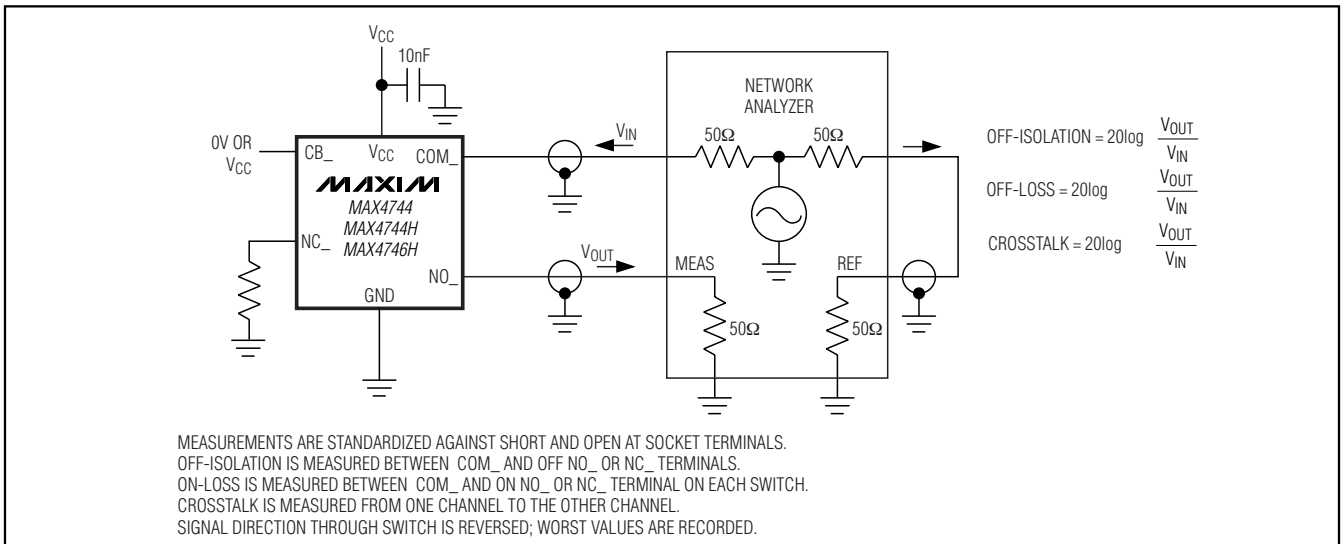 VCC
10nF
0V OR
VCC
CB_
VCC
COM_
MAXIM
MAX4744
MAX4744H
MAX4746H
NC_
NO_
GND
VIN
VOUT
NETWORK
ANALYZER
50Ω
50Ω
MEAS
REF
50Ω
50Ω
OFF-ISOLATION = 20log VOUT
VIN
OFF-LOSS = 20log VOUT
VIN
CROSSTALK = 20log VOUT
VIN
MEASUREMENTS ARE STANDARDIZED AGAINST SHORT AND OPEN AT SOCKET TERMINALS.
OFF-ISOLATION IS MEASURED BETWEEN COM_ AND OFF NO_ OR NC_ TERMINALS.
ON-LOSS IS MEASURED BETWEEN COM_ AND ON NO_ OR NC_ TERMINAL ON EACH SWITCH.
CROSSTALK IS MEASURED FROM ONE CHANNEL TO THE OTHER CHANNEL.
SIGNAL DIRECTION THROUGH SWITCH IS REVERSED; WORST VALUES ARE RECORDED.